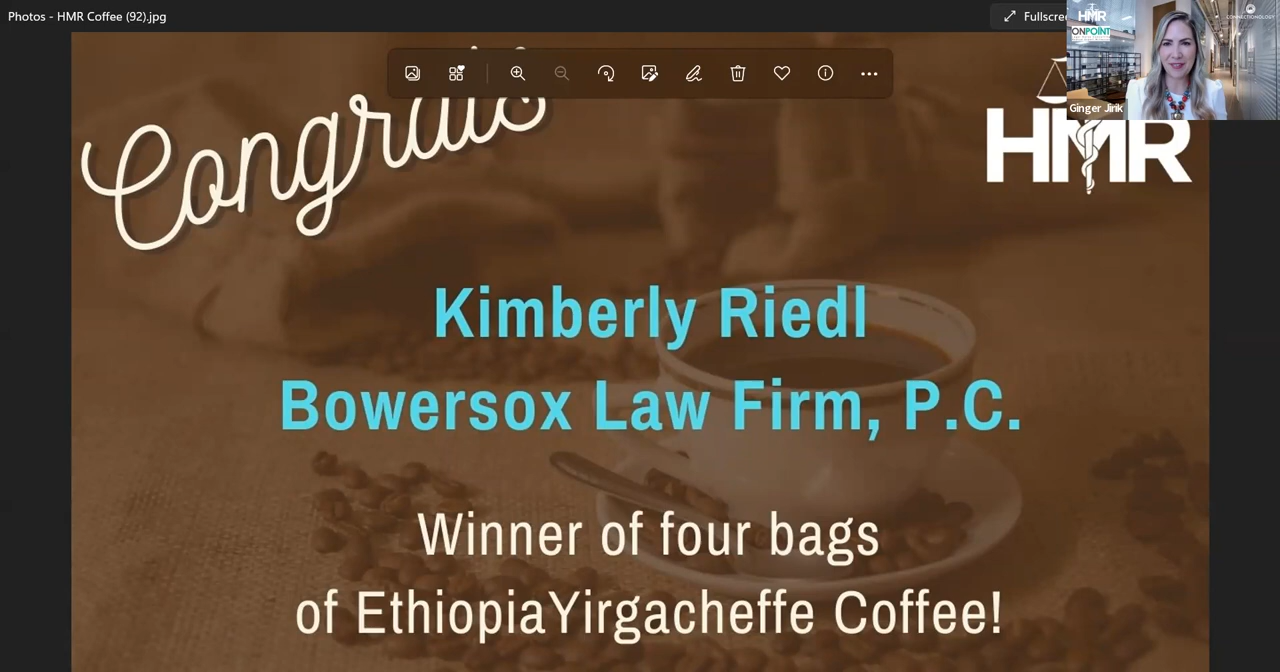 Photos - HMR Coffee (92).jpg
Fullscre
HMR
ONPOINT
CONNECTIONOLOGY
Ginger Jirik
Congrats
HMR
Kimberly Riedl
Bowersox Law Firm, P.C.
Winner of four bags
of EthiopiaYirgacheffe Coffee!